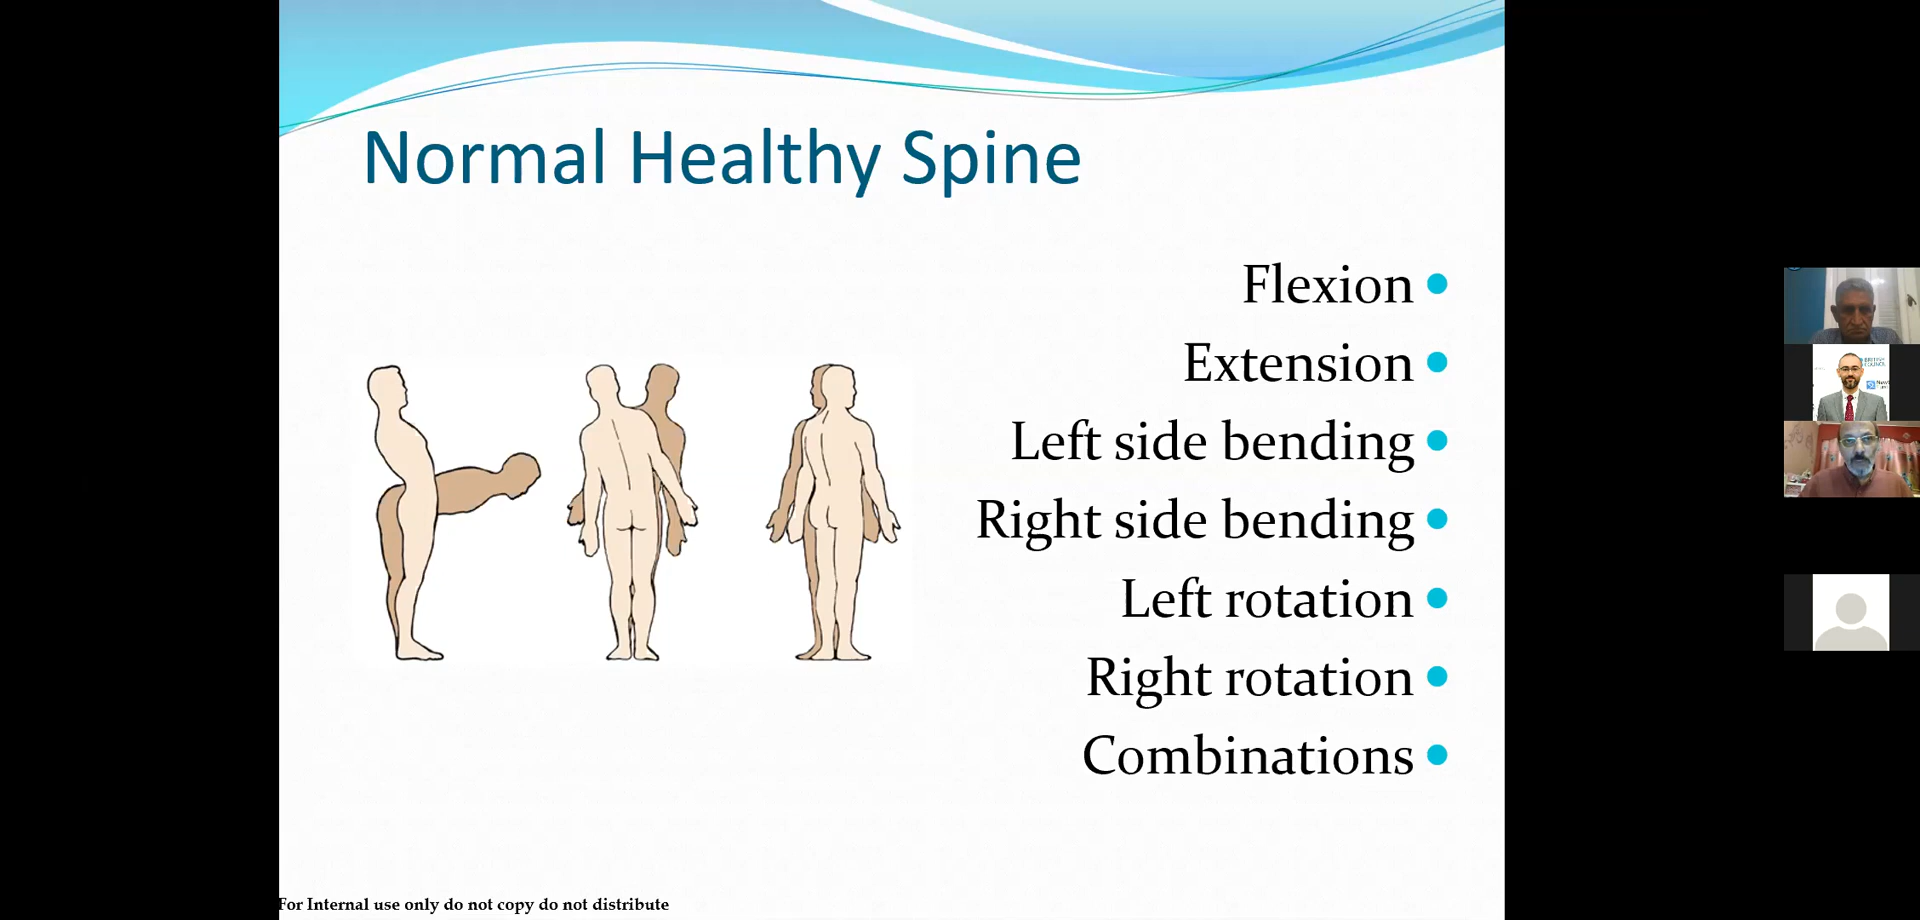 Normal Healthy Spine
Flexion
Extension
Left side bending
Right side bending
Left rotation
Right rotation
Combinations
For Internal use only do not copy do not distribute